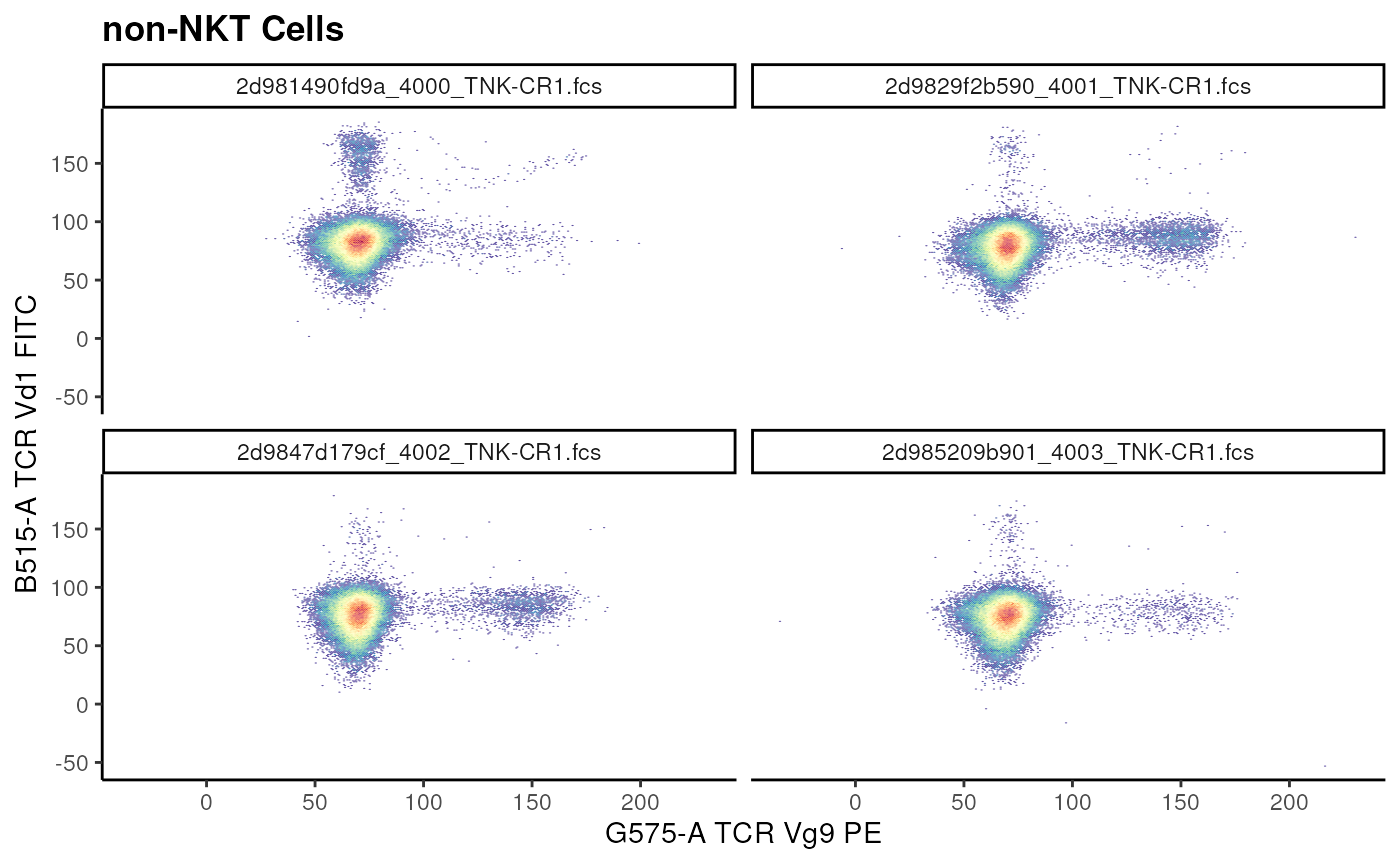 non-NKT Cells
2d981490fd9a_4000_TNK-CR1.fcs
2d9829f2b590_4001_TNK-CR1.fcs
150
100
50
0
-50
B515-A TCR Vd1 FITC
2d9847d179cf_4002_TNK-CR1.fcs
2d985209b901_4003_TNK-CR1.fcs
150
100
50
0
-50
0 50 100 150 200
0 50 100 150 200
G575-A TCR Vg9 PE